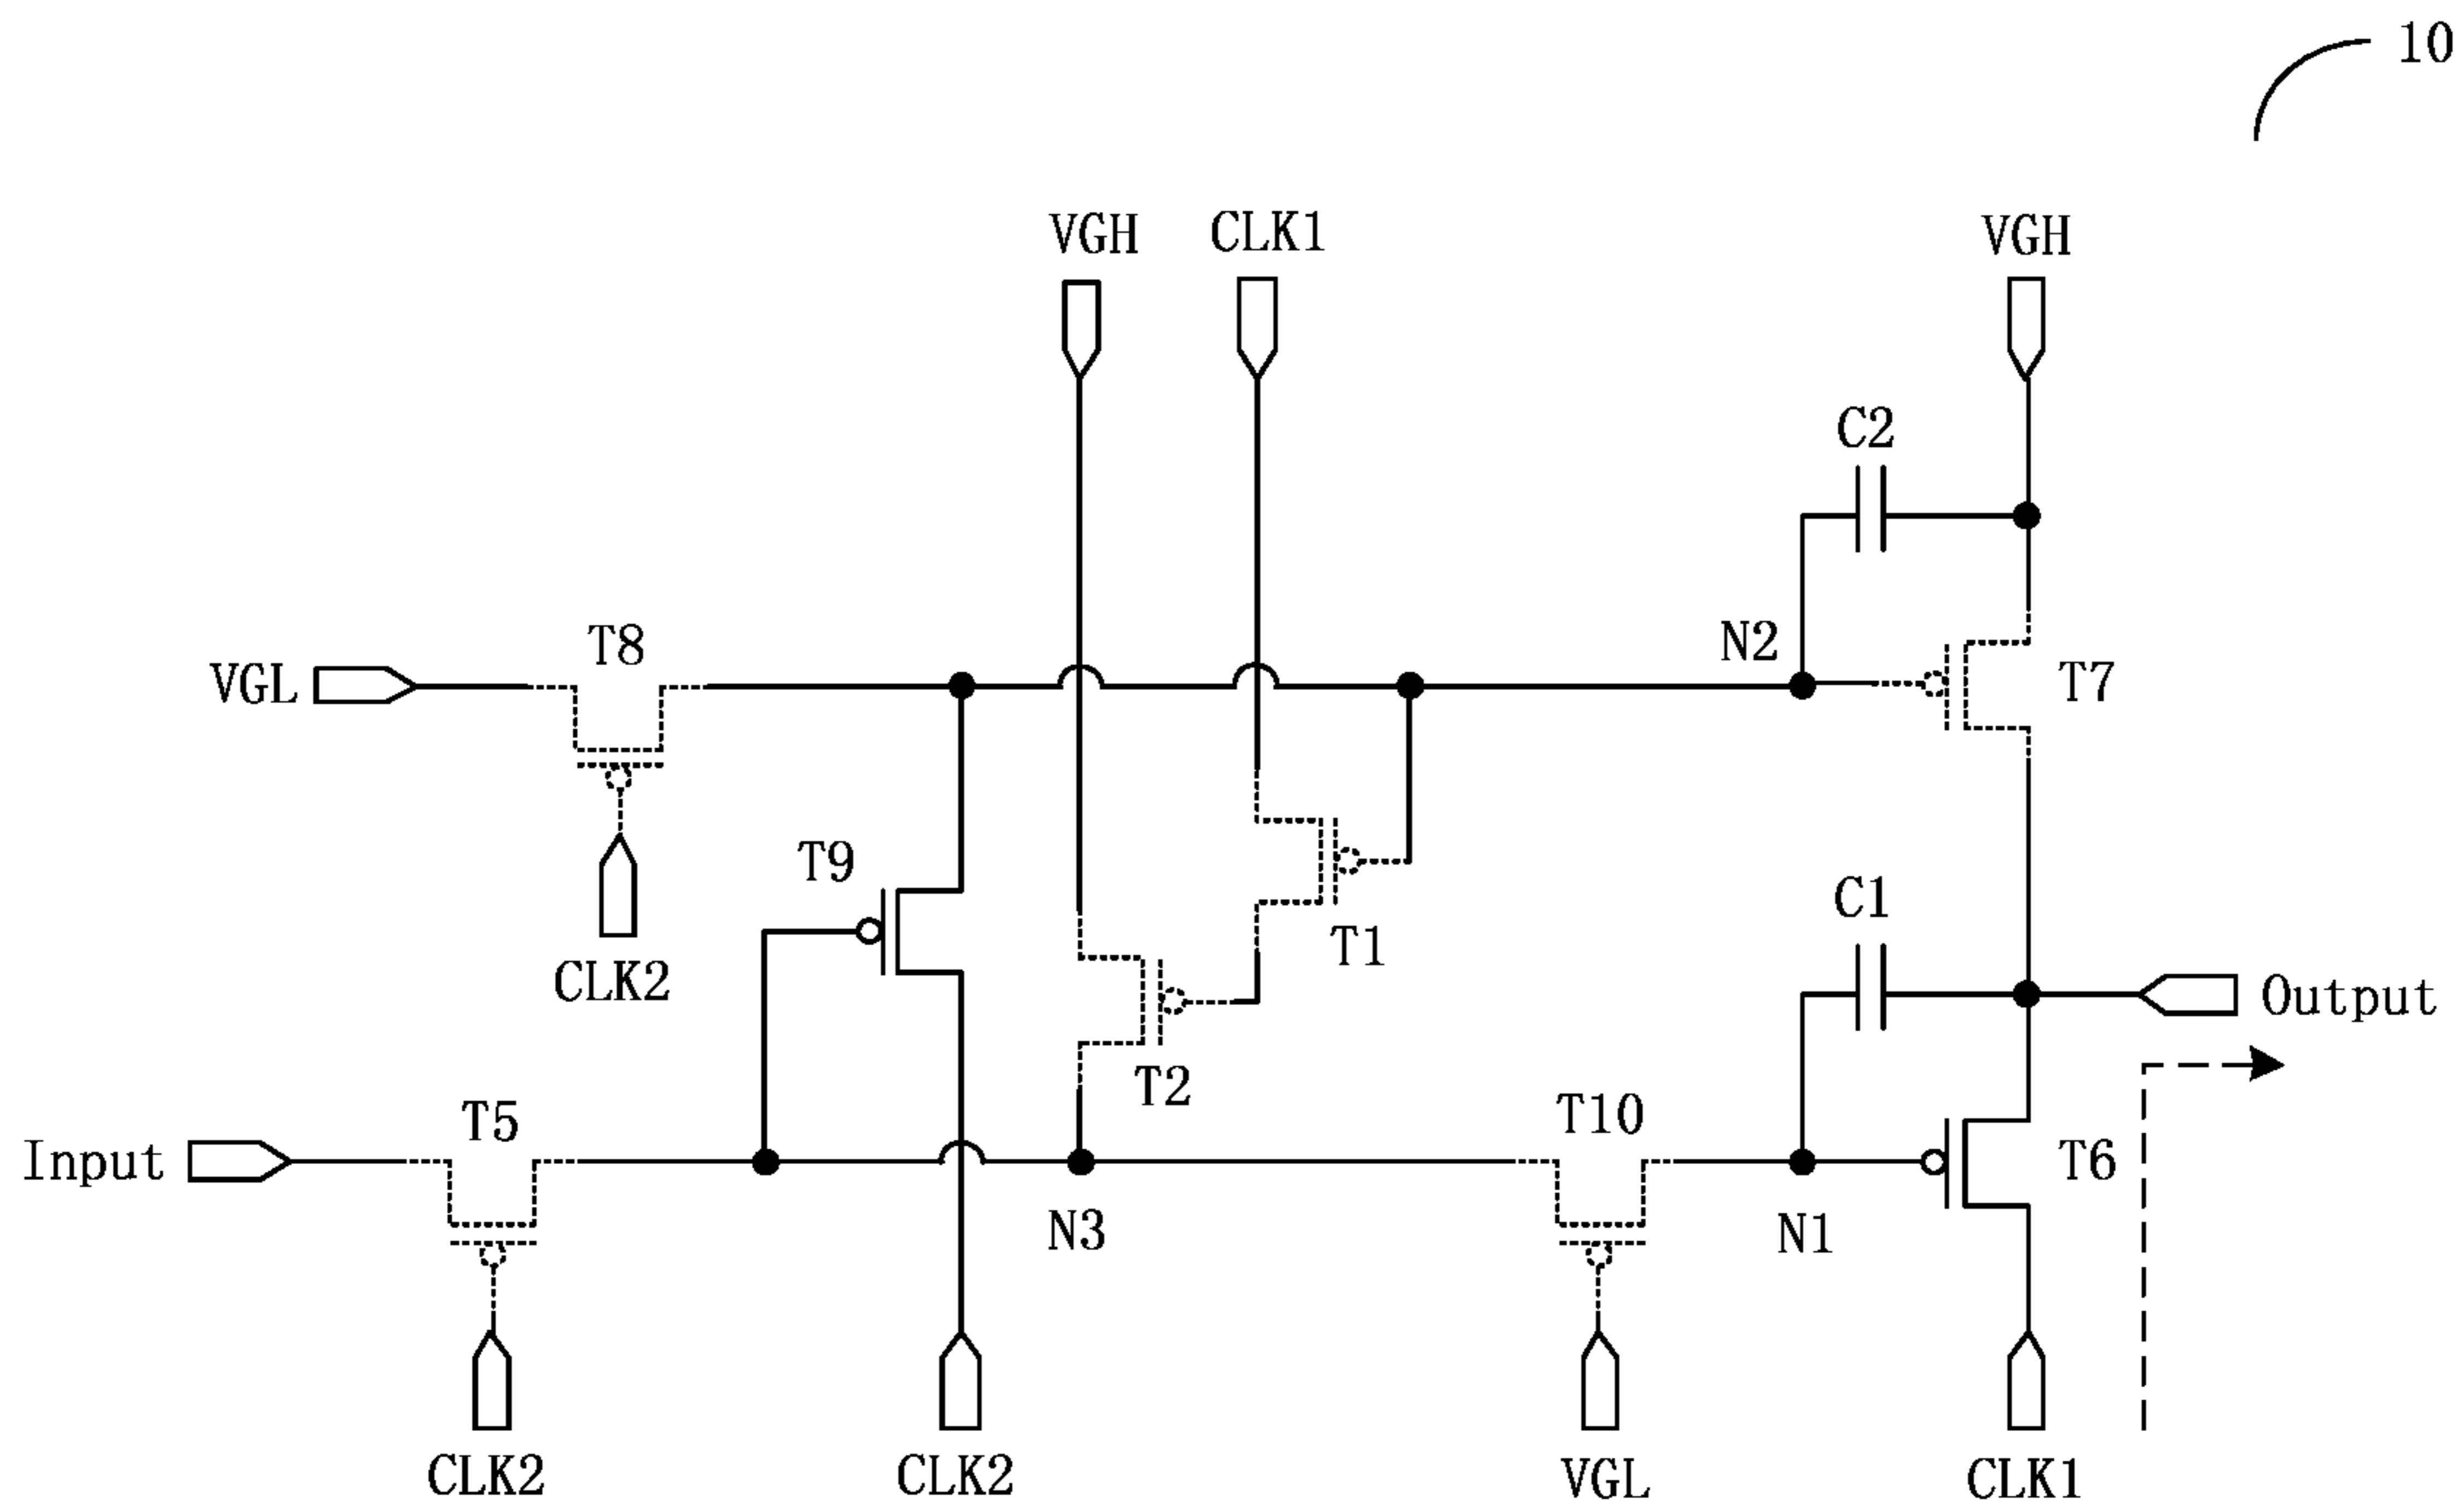 10
VGH
CLK1
VGH
C2
T8
N2
VGL
T7
T9
C1
T1
CLK2
Output
T2
T5
T10
Input
T6
N3
N1
CLK2
CLK2
VGL
CLK1